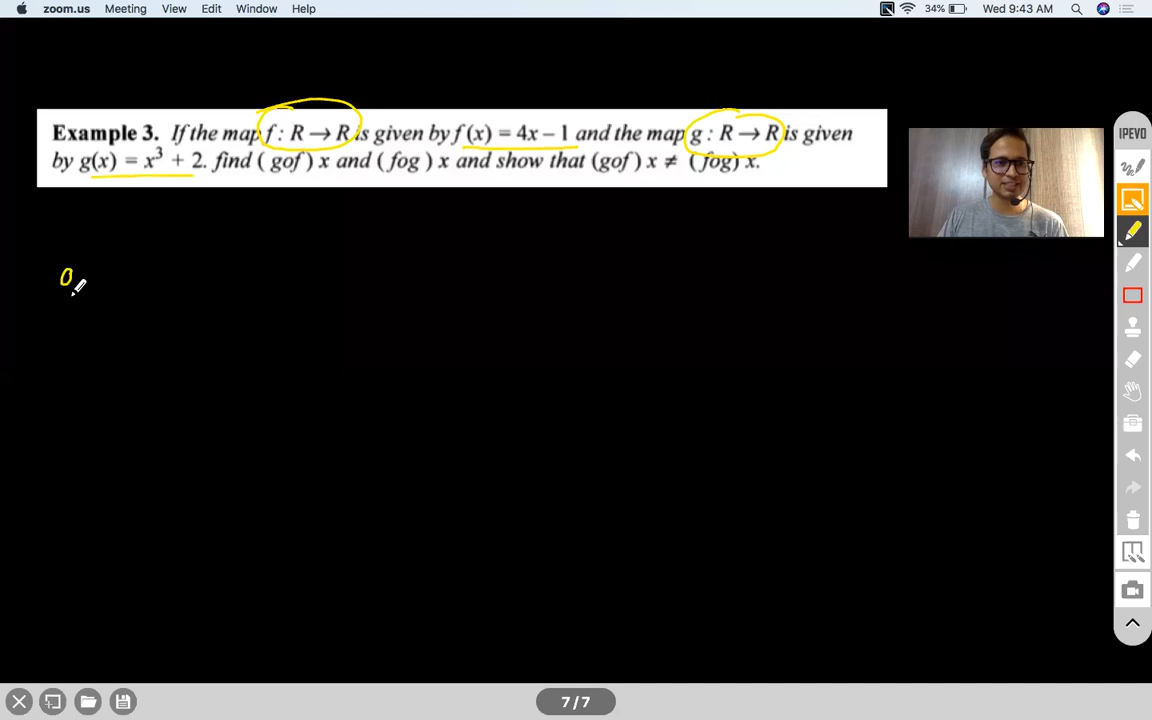 zoom.us Meeting View Edit Window Help 34% Wed 9:43 AM
Example 3. If the map f : R → R is given by f (x) = 4x – 1 and the map g : R → R is given
by g(x) = x³ + 2. find ( gof ) x and ( fog ) x and show that (gof ) x ≠ ( fog) x.
IPEVO
7 / 7